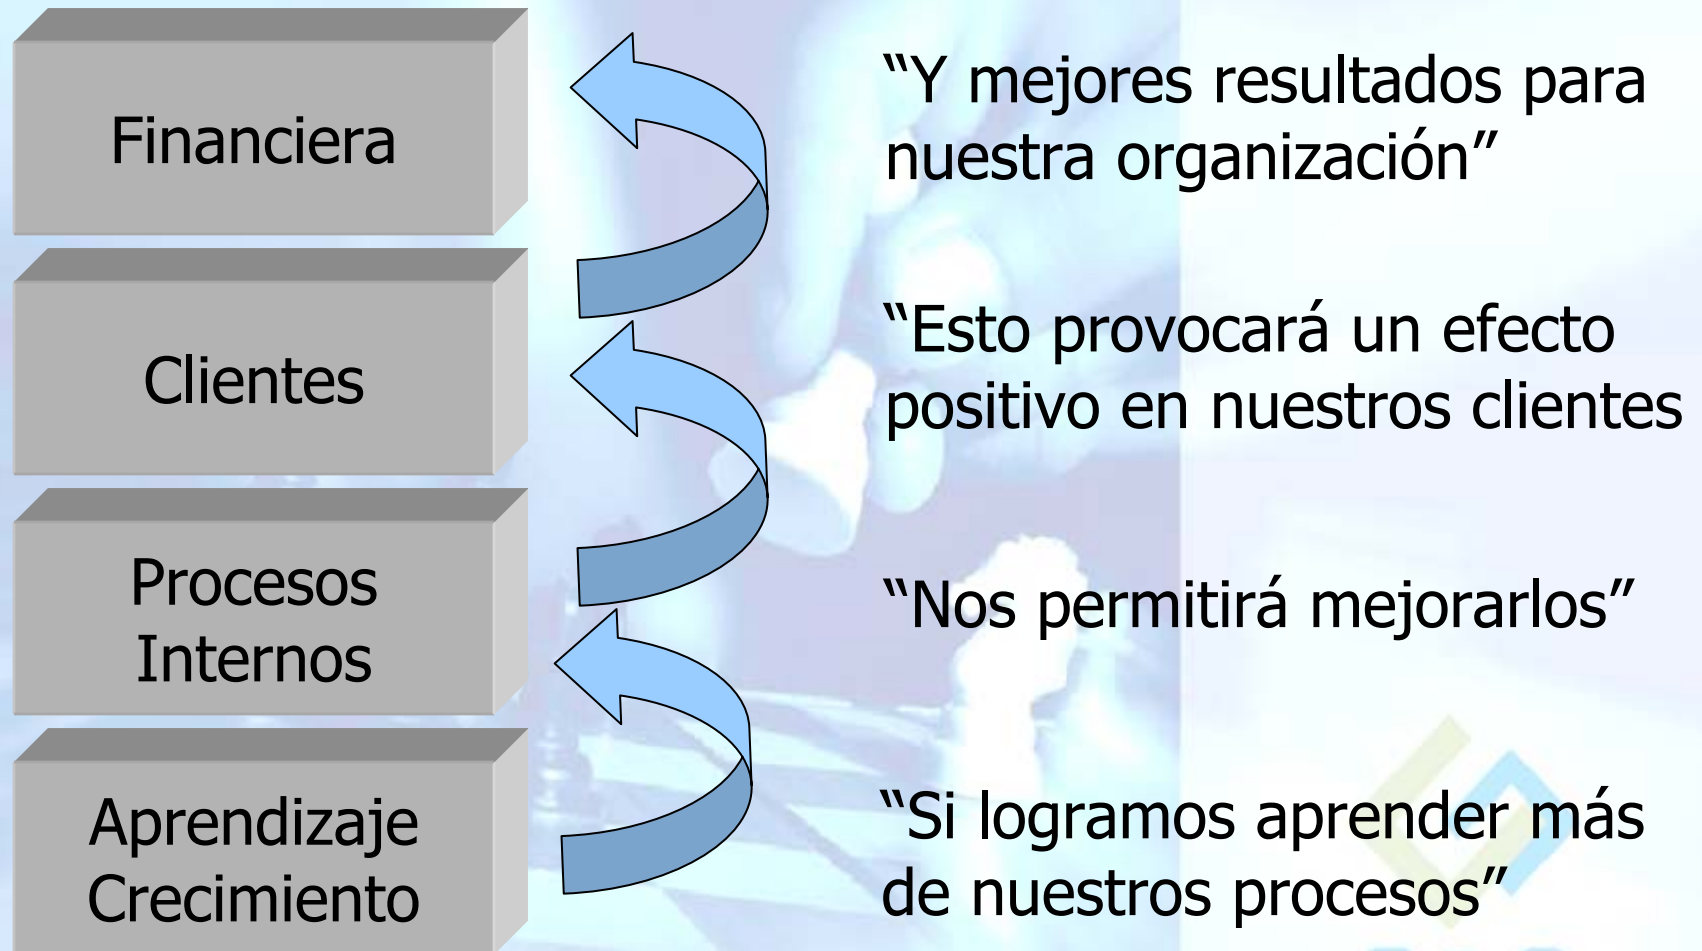 Financiera
“Y mejores resultados para
nuestra organización”
Clientes
“Esto provocará un efecto
positivo en nuestros clientes
Procesos
Internos
“Nos permitirá mejorarlos”
Aprendizaje
Crecimiento
“Si logramos aprender más
de nuestros procesos”